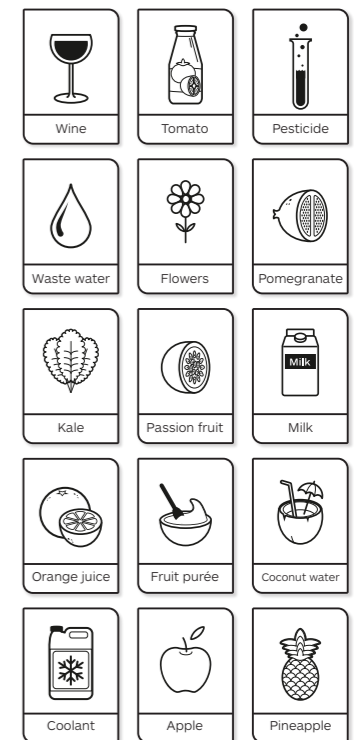 Wine
Tomato
Pesticide
Waste water
Flowers
Pomegranate
Kale
Passion fruit
Milk
Milk
Orange juice
Fruit purée
Coconut water
Coolant
Apple
Pineapple